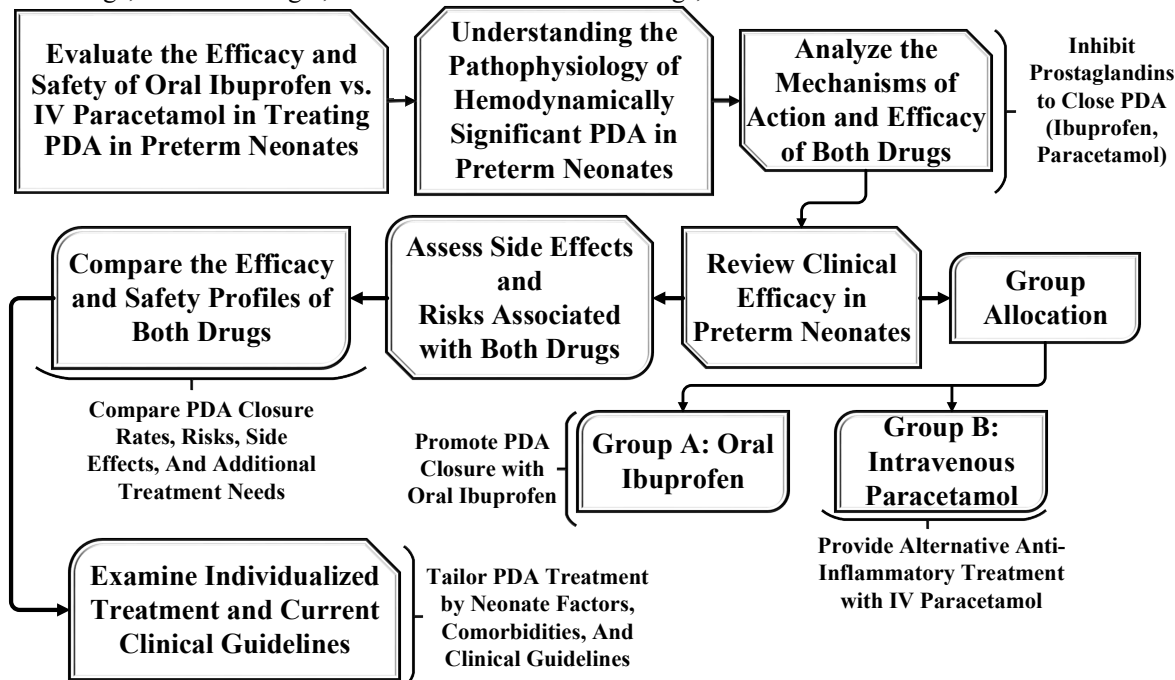 Evaluate the Efficacy and
Safety of Oral Ibuprofen vs.
IV Paracetamol in Treating
PDA in Preterm Neonates
Understanding the
Pathophysiology of
Hemodynamically
Significant PDA in
Preterm Neonates
Analyze the
Mechanisms of
Action and Efficacy
of Both Drugs
Inhibit
Prostaglandins
to Close PDA
(Ibuprofen,
Paracetamol)
Compare the Efficacy
and Safety Profiles of
Both Drugs
Assess Side Effects
and
Risks Associated
with Both Drugs
Review Clinical
Efficacy in
Preterm Neonates
Group
Allocation
Compare PDA Closure
Rates, Risks, Side
Effects, And Additional
Treatment Needs
Promote PDA
Closure with
Oral Ibuprofen
Group A: Oral
Ibuprofen
Group B:
Intravenous
Paracetamol
Provide Alternative Anti-
Inflammatory Treatment
with IV Paracetamol
Examine Individualized
Treatment and Current
Clinical Guidelines
Tailor PDA Treatment
by Neonate Factors,
Comorbidities, And
Clinical Guidelines